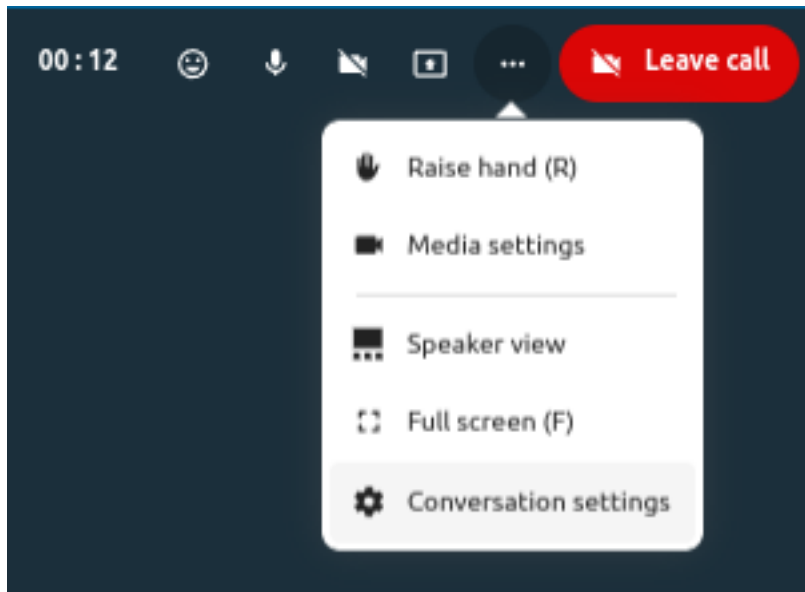 00 : 12
Leave call
Raise hand (R)
Media settings
Speaker view
Full screen (F)
Conversation settings